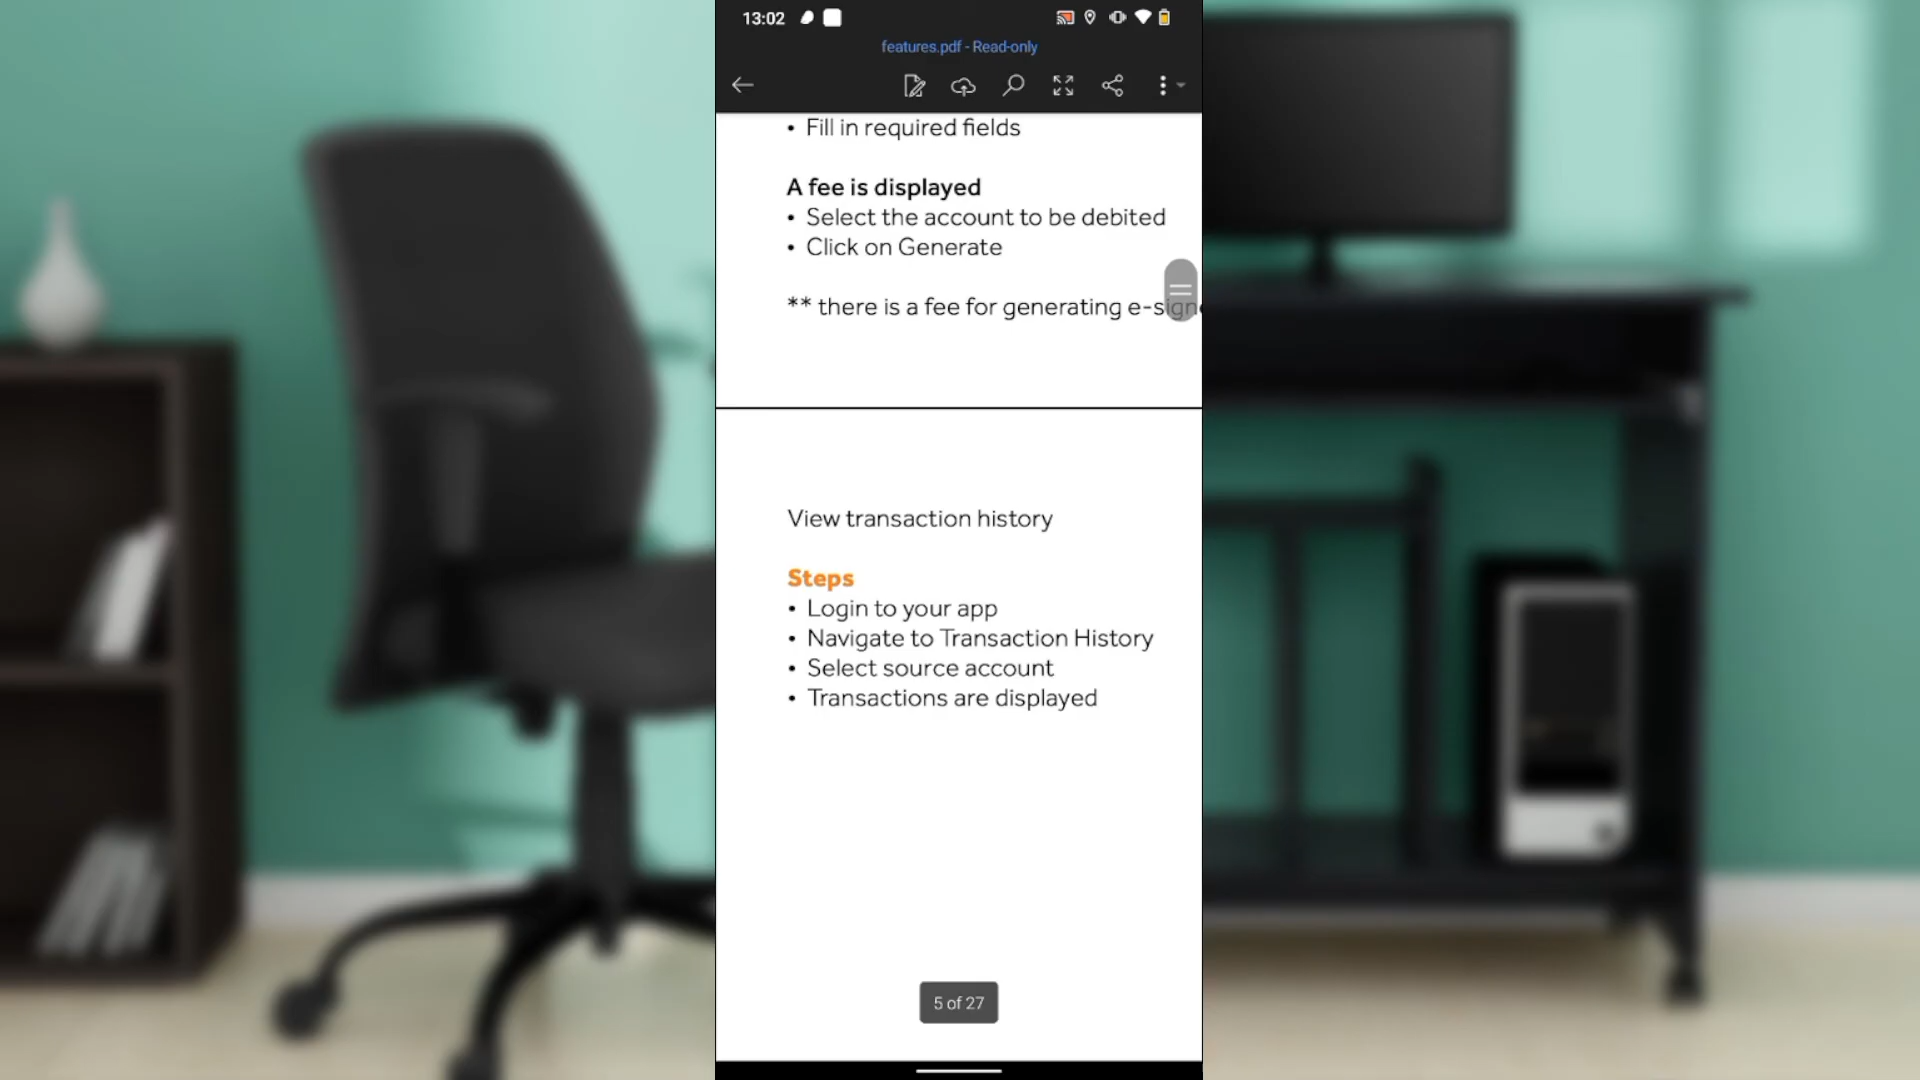 13:02
features.pdf - Read-only
• Fill in required fields
A fee is displayed
• Select the account to be debited
• Click on Generate
** there is a fee for generating e-signe
View transaction history
Steps
• Login to your app
• Navigate to Transaction History
• Select source account
• Transactions are displayed
5 of 27